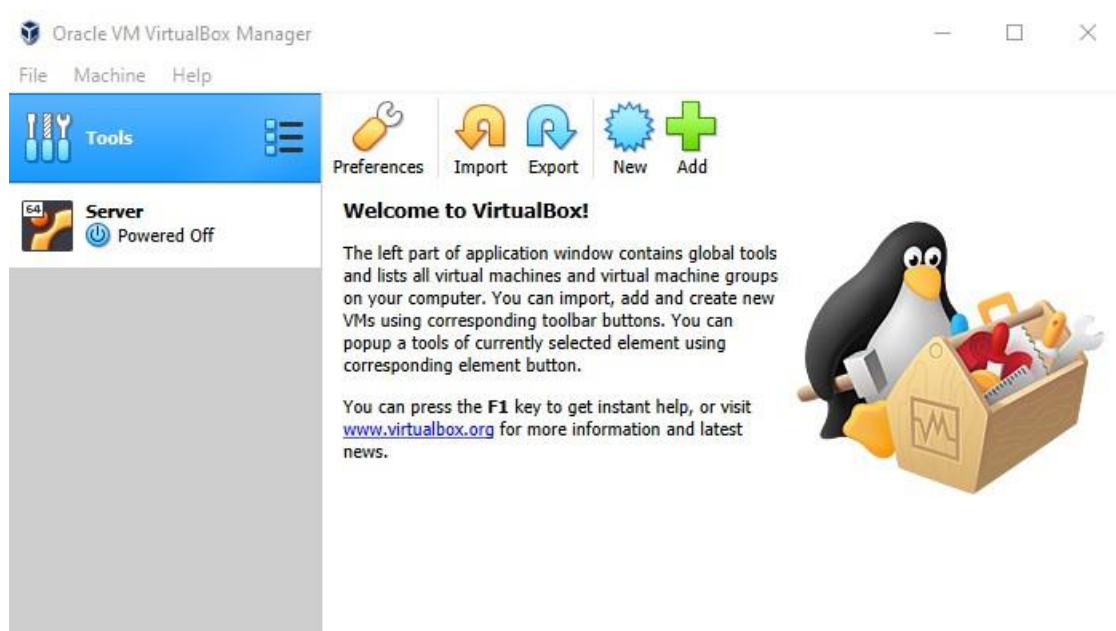 Oracle VM VirtualBox Manager
File Machine Help
Tools
Preferences Import Export New Add
64
Server
Powered Off
Welcome to VirtualBox!
The left part of application window contains global tools
and lists all virtual machines and virtual machine groups
on your computer. You can import, add and create new
VMs using corresponding toolbar buttons. You can
popup a tools of currently selected element using
corresponding element button.
You can press the F1 key to get instant help, or visit
www.virtualbox.org for more information and latest
news.